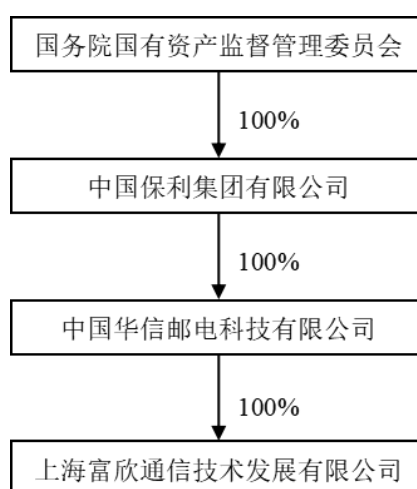 国务院国有资产监督管理委员会
100%
中国保利集团有限公司
100%
中国华信邮电科技有限公司
100%
上海富欣通信技术发展有限公司